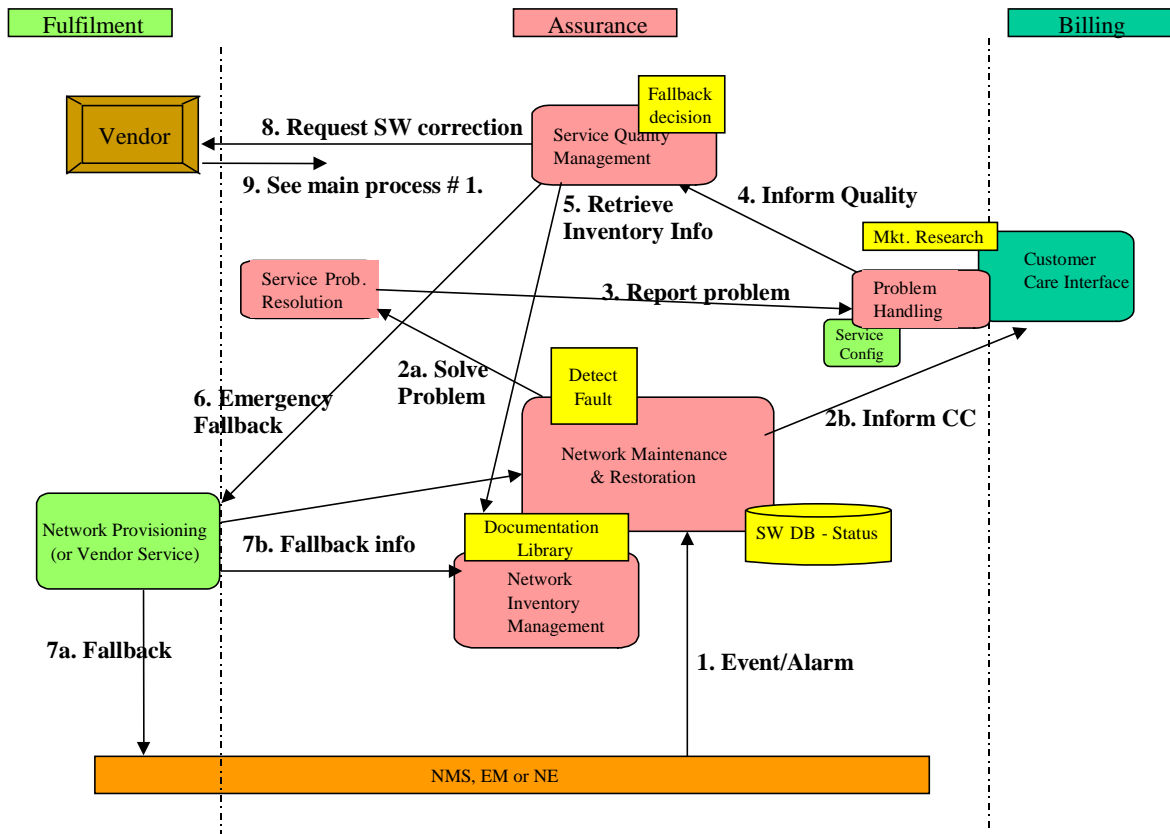 Fulfilment
Assurance
Billing
Vendor
8. Request SW correction
9. See main process # 1.
Fallback
decision
Service Quality
Management
5. Retrieve
Inventory Info
4. Inform Quality
Mkt. Research
Customer
Care Interface
Problem
Handling
Service
Config
Service Prob.
Resolution
3. Report problem
2a. Solve
Problem
Detect
Fault
6. Emergency
Fallback
2b. Inform CC
Network Maintenance
& Restoration
Network Provisioning
(or Vendor Service)
7b. Fallback info
Documentation
Library
SW DB - Status
Network
Inventory
Management
7a. Fallback
1. Event/Alarm
NMS, EM or NE